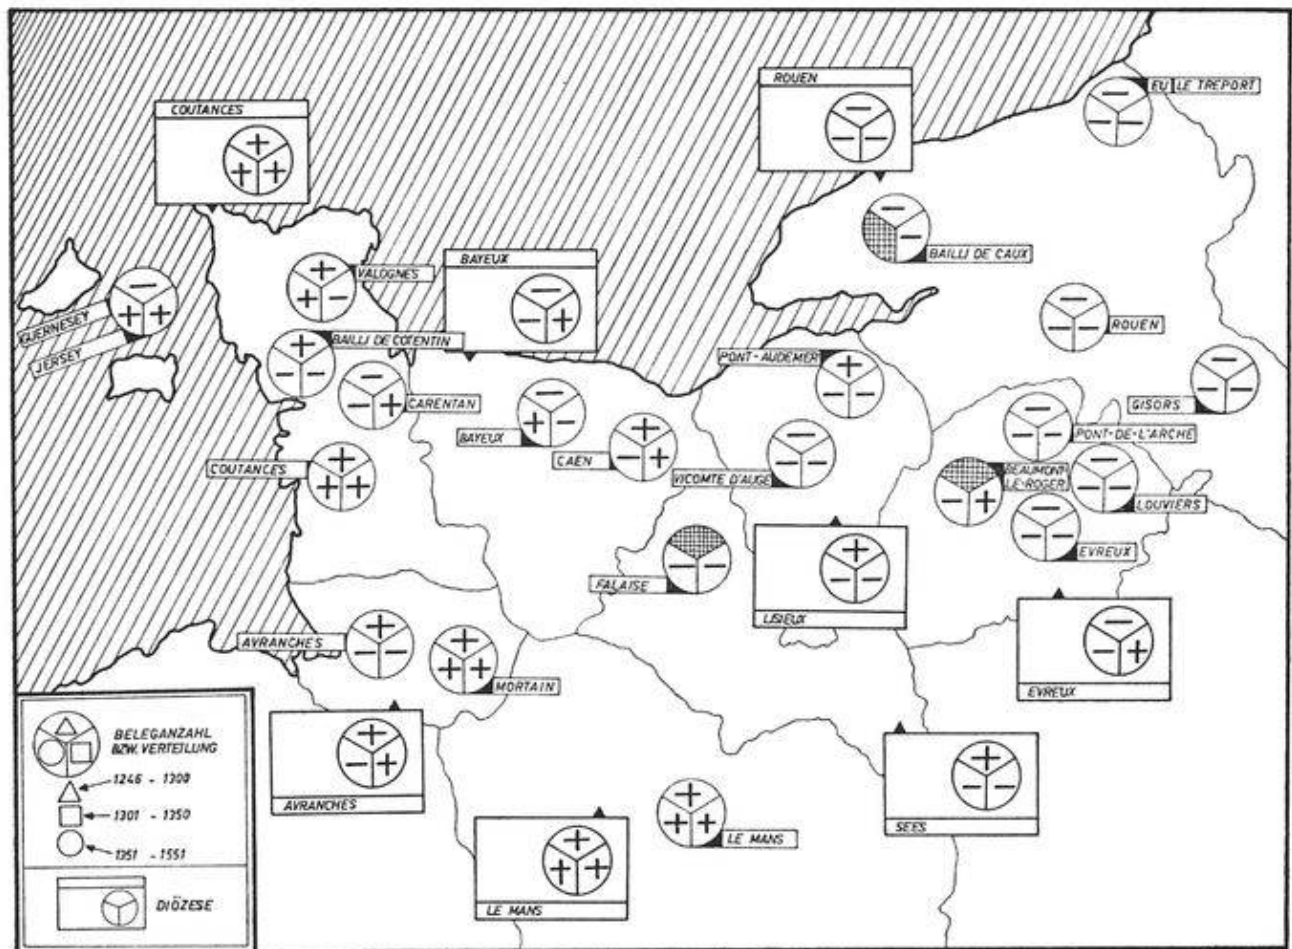 ROUEN
EU LE TREPORT
COUTANCES
BAILLI DE CAUX
VALOGNES
BAYEUX
GUERNESEY
JERSEY
BAILLI DE COTENTIN
ROUEN
PONT-AUDEMER
CARENTAN
GISORS
BAYEUX
CAEN
PONT-DE-L'ARCHE
COUTANCES
VICOMTE D'AUGE
BEAUMONT-
LE-ROGER
LOUVIERS
EVREUX
FALAISE
LISIEUX
AVRANCHES
MORTAIN
EVREUX
BELEGANZAHL
BZW. VERTEILUNG
1246 - 1300
1301 - 1350
1351 - 1551
DIÖZESE
AVRANCHES
SEES
LE MANS
LE MANS